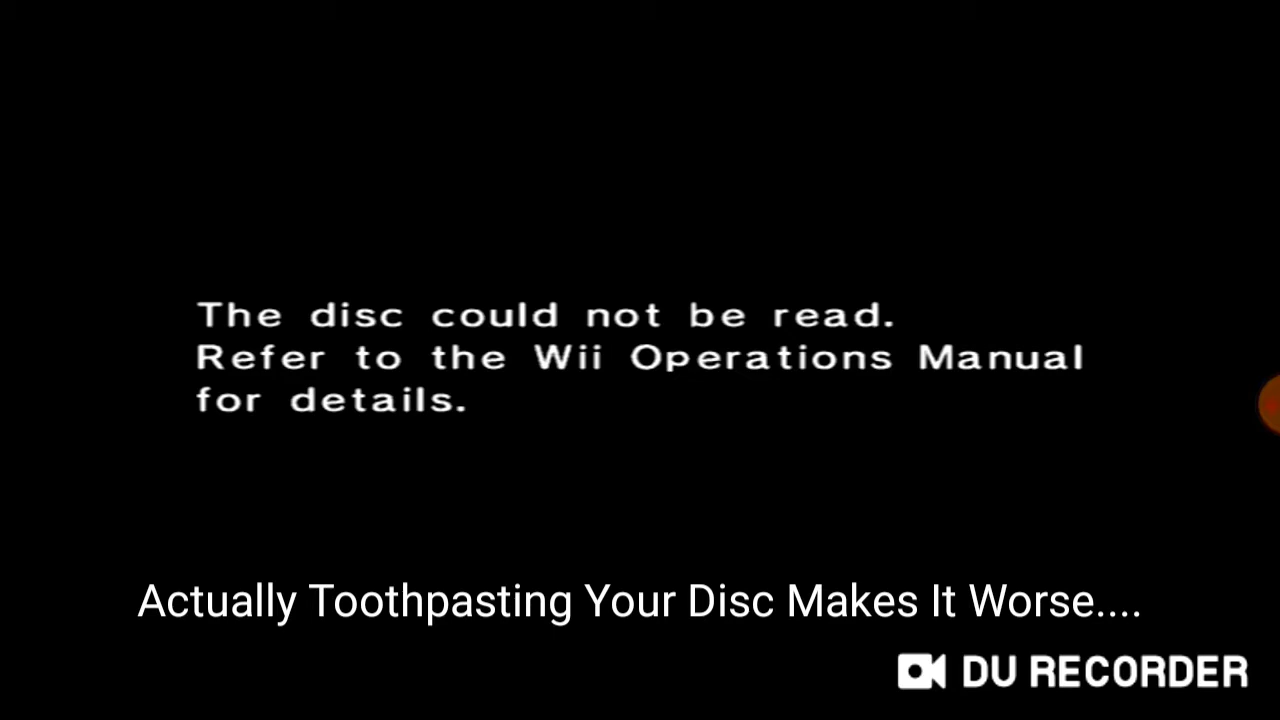 The disc could not be read.
Refer to the Wii Operations Manual
for details.
Actually Toothpasting Your Disc Makes It Worse....
DU RECORDER